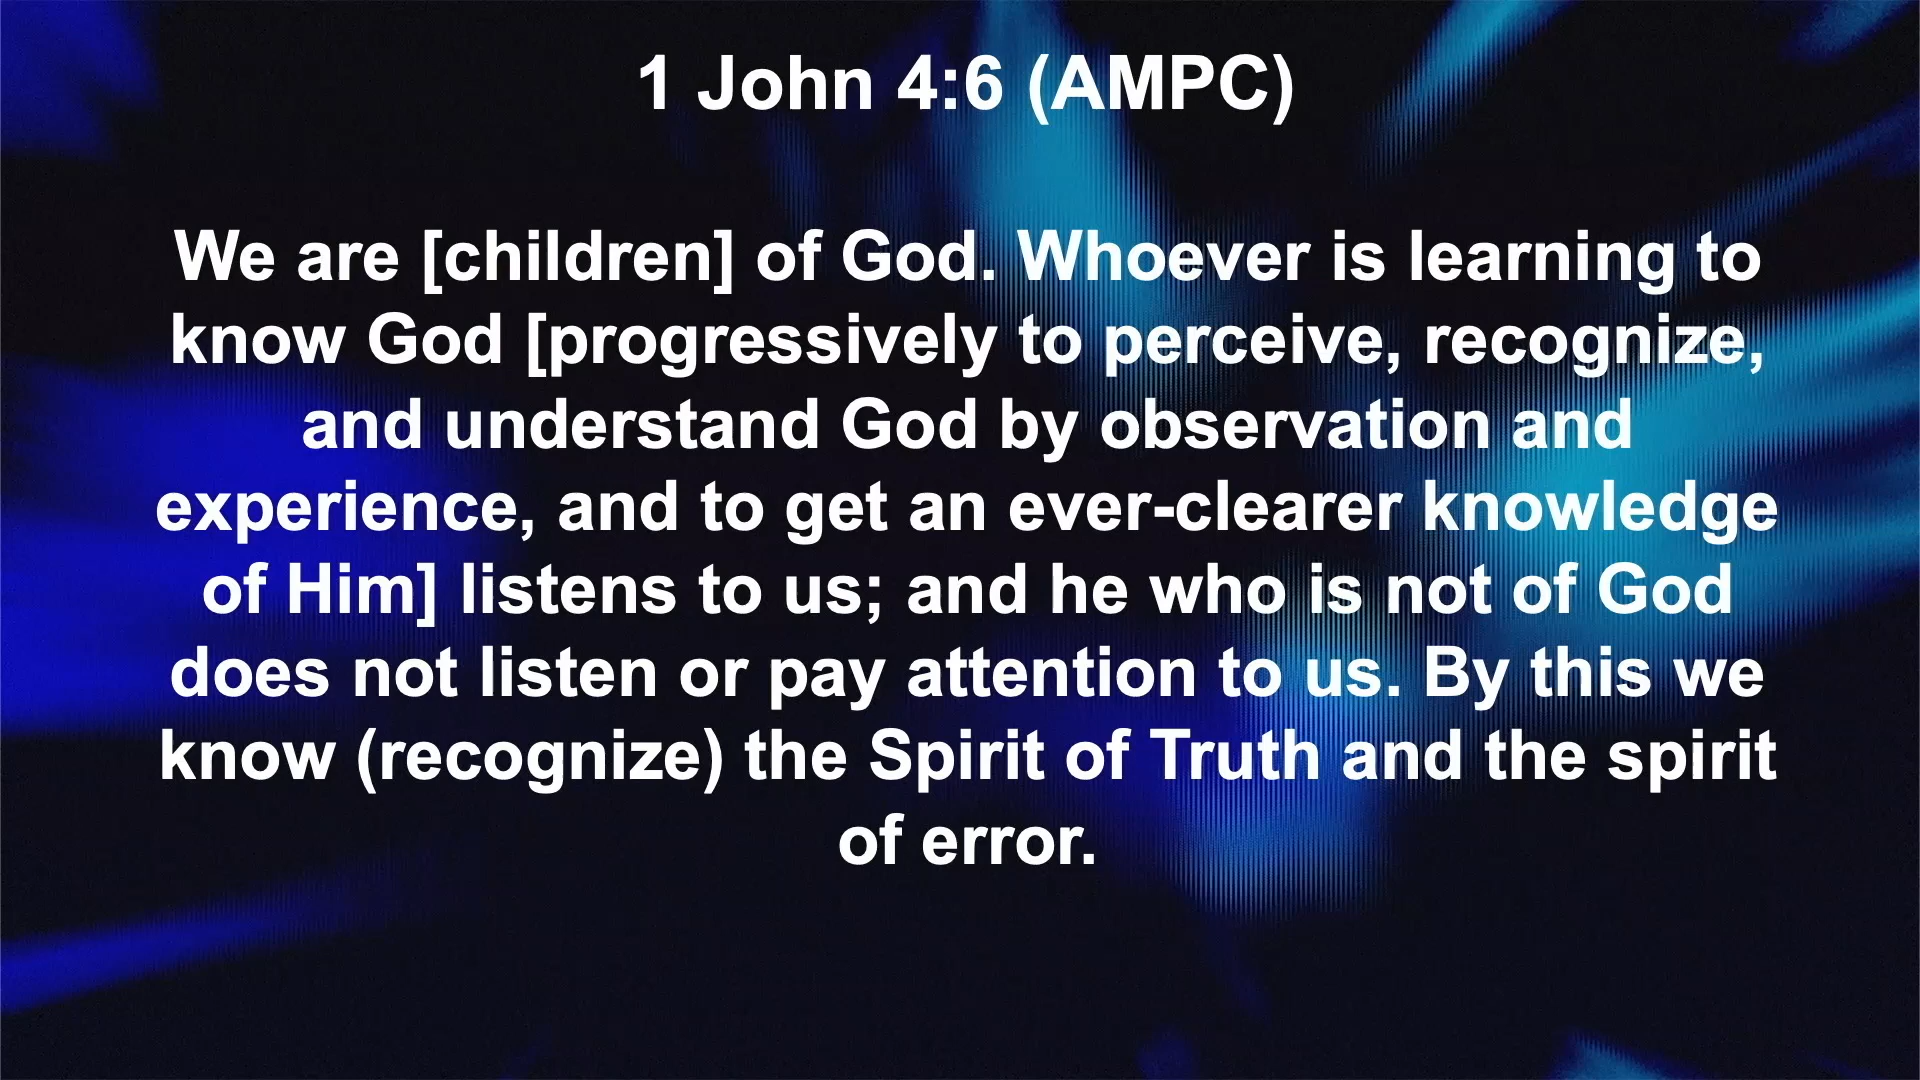 1 John 4:6 (AMPC)
We are [children] of God. Whoever is learning to
know God [progressively to perceive, recognize,
and understand God by observation and
experience, and to get an ever-clearer knowledge
of Him] listens to us; and he who is not of God
does not listen or pay attention to us. By this we
know (recognize) the Spirit of Truth and the spirit
of error.